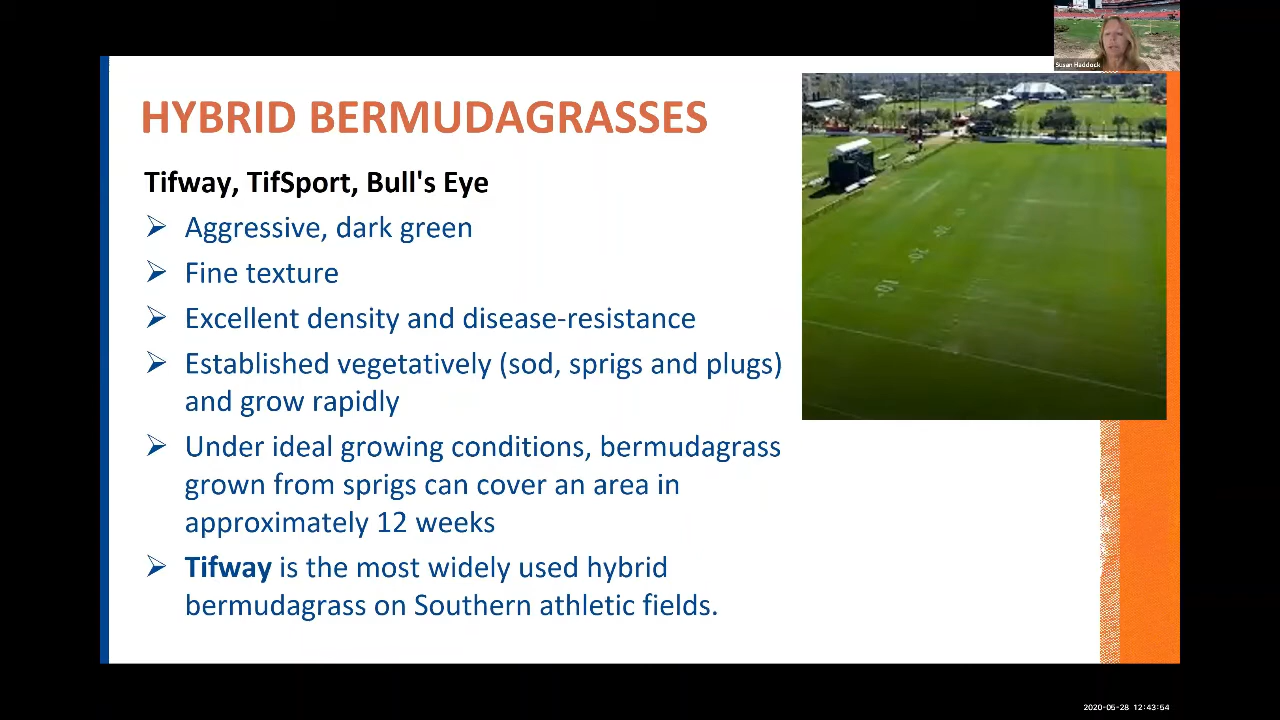 Susan Haddock
HYBRID BERMUDAGRASSES
Tifway, TifSport, Bull's Eye
➢ Aggressive, dark green
➢ Fine texture
➢ Excellent density and disease-resistance
➢ Established vegetatively (sod, sprigs and plugs)
and grow rapidly
➢ Under ideal growing conditions, bermudagrass
grown from sprigs can cover an area in
approximately 12 weeks
➢ Tifway is the most widely used hybrid
bermudagrass on Southern athletic fields.
2020-05-28 12:43:54